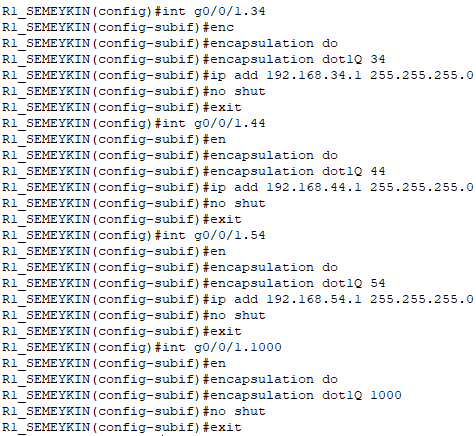 R1_SEMEYKIN(config)#int g0/0/1.34
R1_SEMEYKIN(config-subif)#enc
R1_SEMEYKIN(config-subif)#encapsulation do
R1_SEMEYKIN(config-subif)#encapsulation dot1Q 34
R1_SEMEYKIN(config-subif)#ip add 192.168.34.1 255.255.255.0
R1_SEMEYKIN(config-subif)#no shut
R1_SEMEYKIN(config-subif)#exit
R1_SEMEYKIN(config)#int g0/0/1.44
R1_SEMEYKIN(config-subif)#en
R1_SEMEYKIN(config-subif)#encapsulation do
R1_SEMEYKIN(config-subif)#encapsulation dot1Q 44
R1_SEMEYKIN(config-subif)#ip add 192.168.44.1 255.255.255.0
R1_SEMEYKIN(config-subif)#no shut
R1_SEMEYKIN(config-subif)#exit
R1_SEMEYKIN(config)#int g0/0/1.54
R1_SEMEYKIN(config-subif)#en
R1_SEMEYKIN(config-subif)#encapsulation do
R1_SEMEYKIN(config-subif)#encapsulation dot1Q 54
R1_SEMEYKIN(config-subif)#ip add 192.168.54.1 255.255.255.0
R1_SEMEYKIN(config-subif)#no shut
R1_SEMEYKIN(config-subif)#exit
R1_SEMEYKIN(config)#int g0/0/1.1000
R1_SEMEYKIN(config-subif)#en
R1_SEMEYKIN(config-subif)#encapsulation do
R1_SEMEYKIN(config-subif)#encapsulation dot1Q 1000
R1_SEMEYKIN(config-subif)#no shut
R1_SEMEYKIN(config-subif)#exit